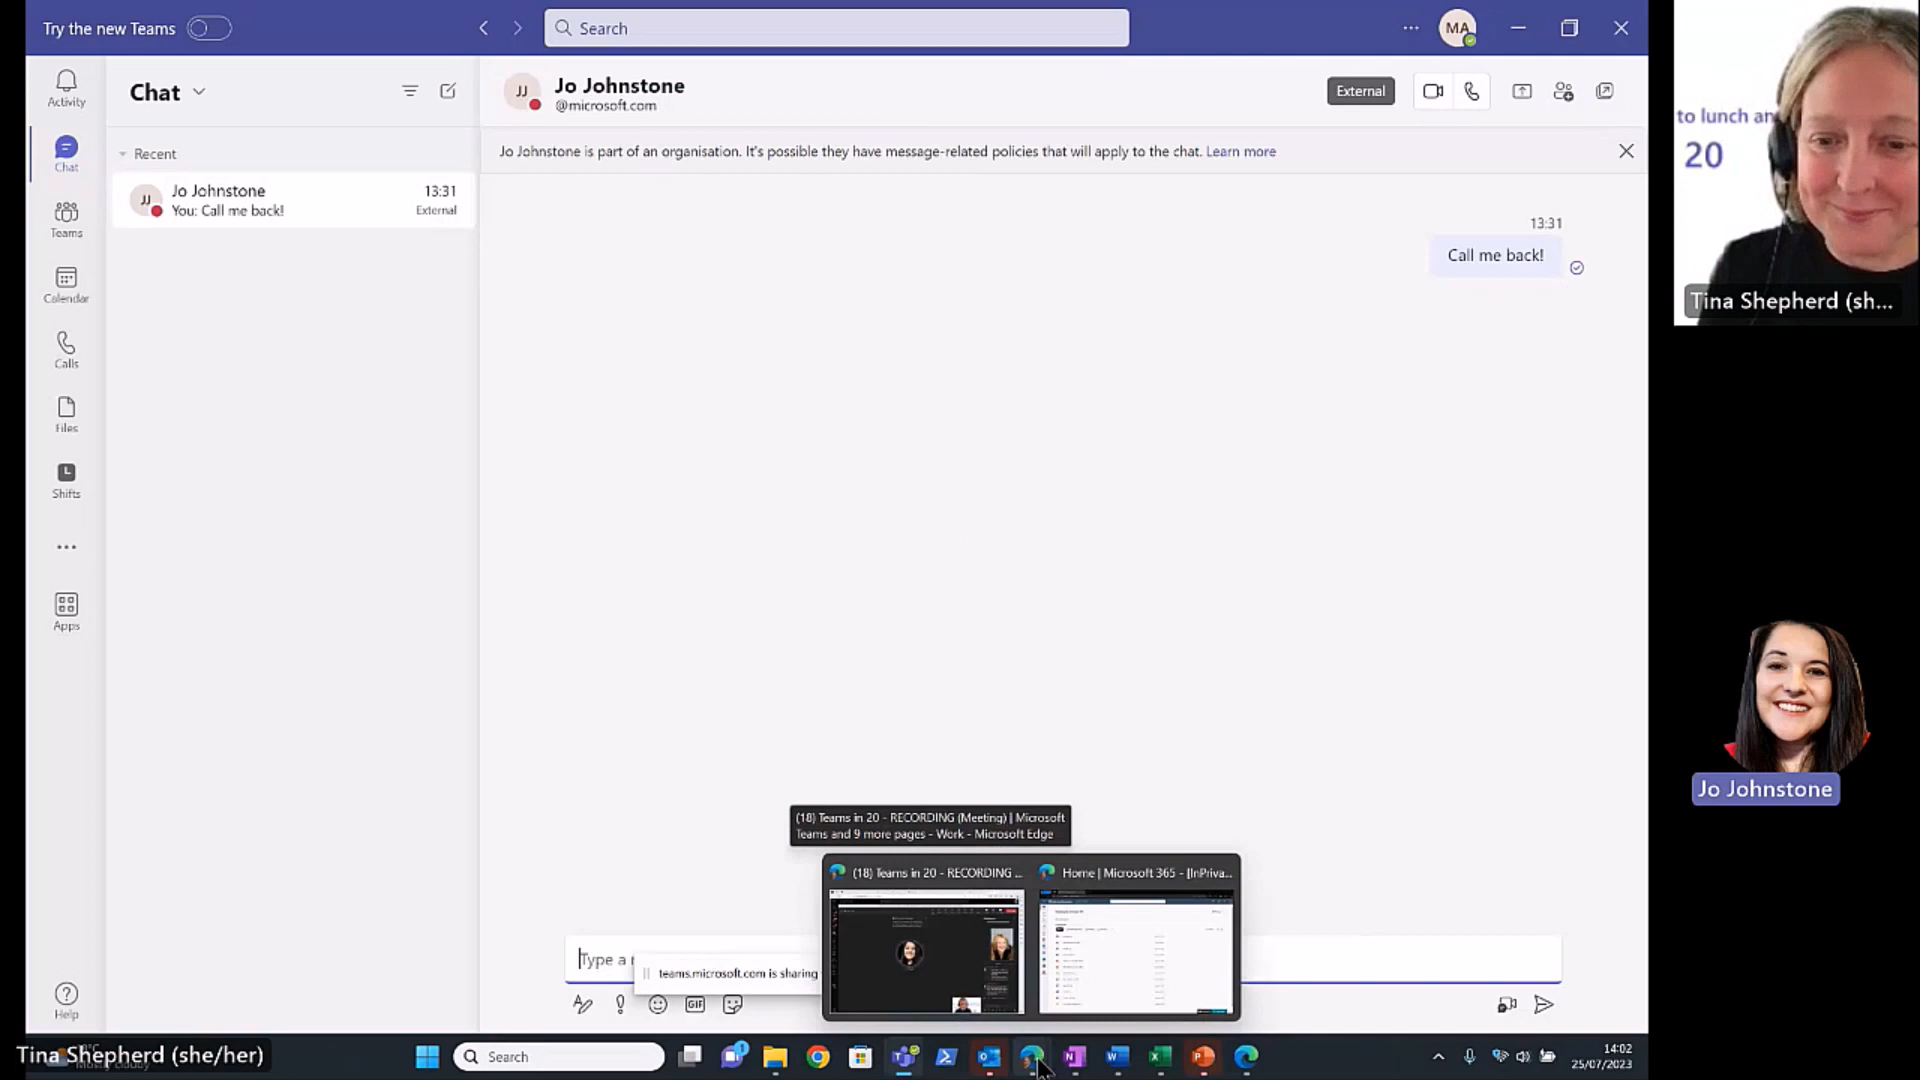 Try the new Teams
Search
MA
Activity
Chat
Teams
Calendar
Calls
Files
Shifts
Apps
Help
Chat
Recent
JJ
Jo Johnstone
13:31
You: Call me back!
External
JJ
Jo Johnstone
@microsoft.com
External
Jo Johnstone is part of an organisation. It's possible they have message-related policies that will apply to the chat. Learn more
13:31
Call me back!
(18) Teams in 20 - RECORDING (Meeting) | Microsoft
Teams and 9 more pages - Work - Microsoft Edge
(18) Teams in 20 - RECORDING ...
Home | Microsoft 365 - [InPriva...
Type a
teams.microsoft.com is sharing
GIF
to lunch an
20
Tina Shepherd (sh...
Jo Johnstone
Tina Shepherd (she/her)
Search
1
14:02
25/07/2023